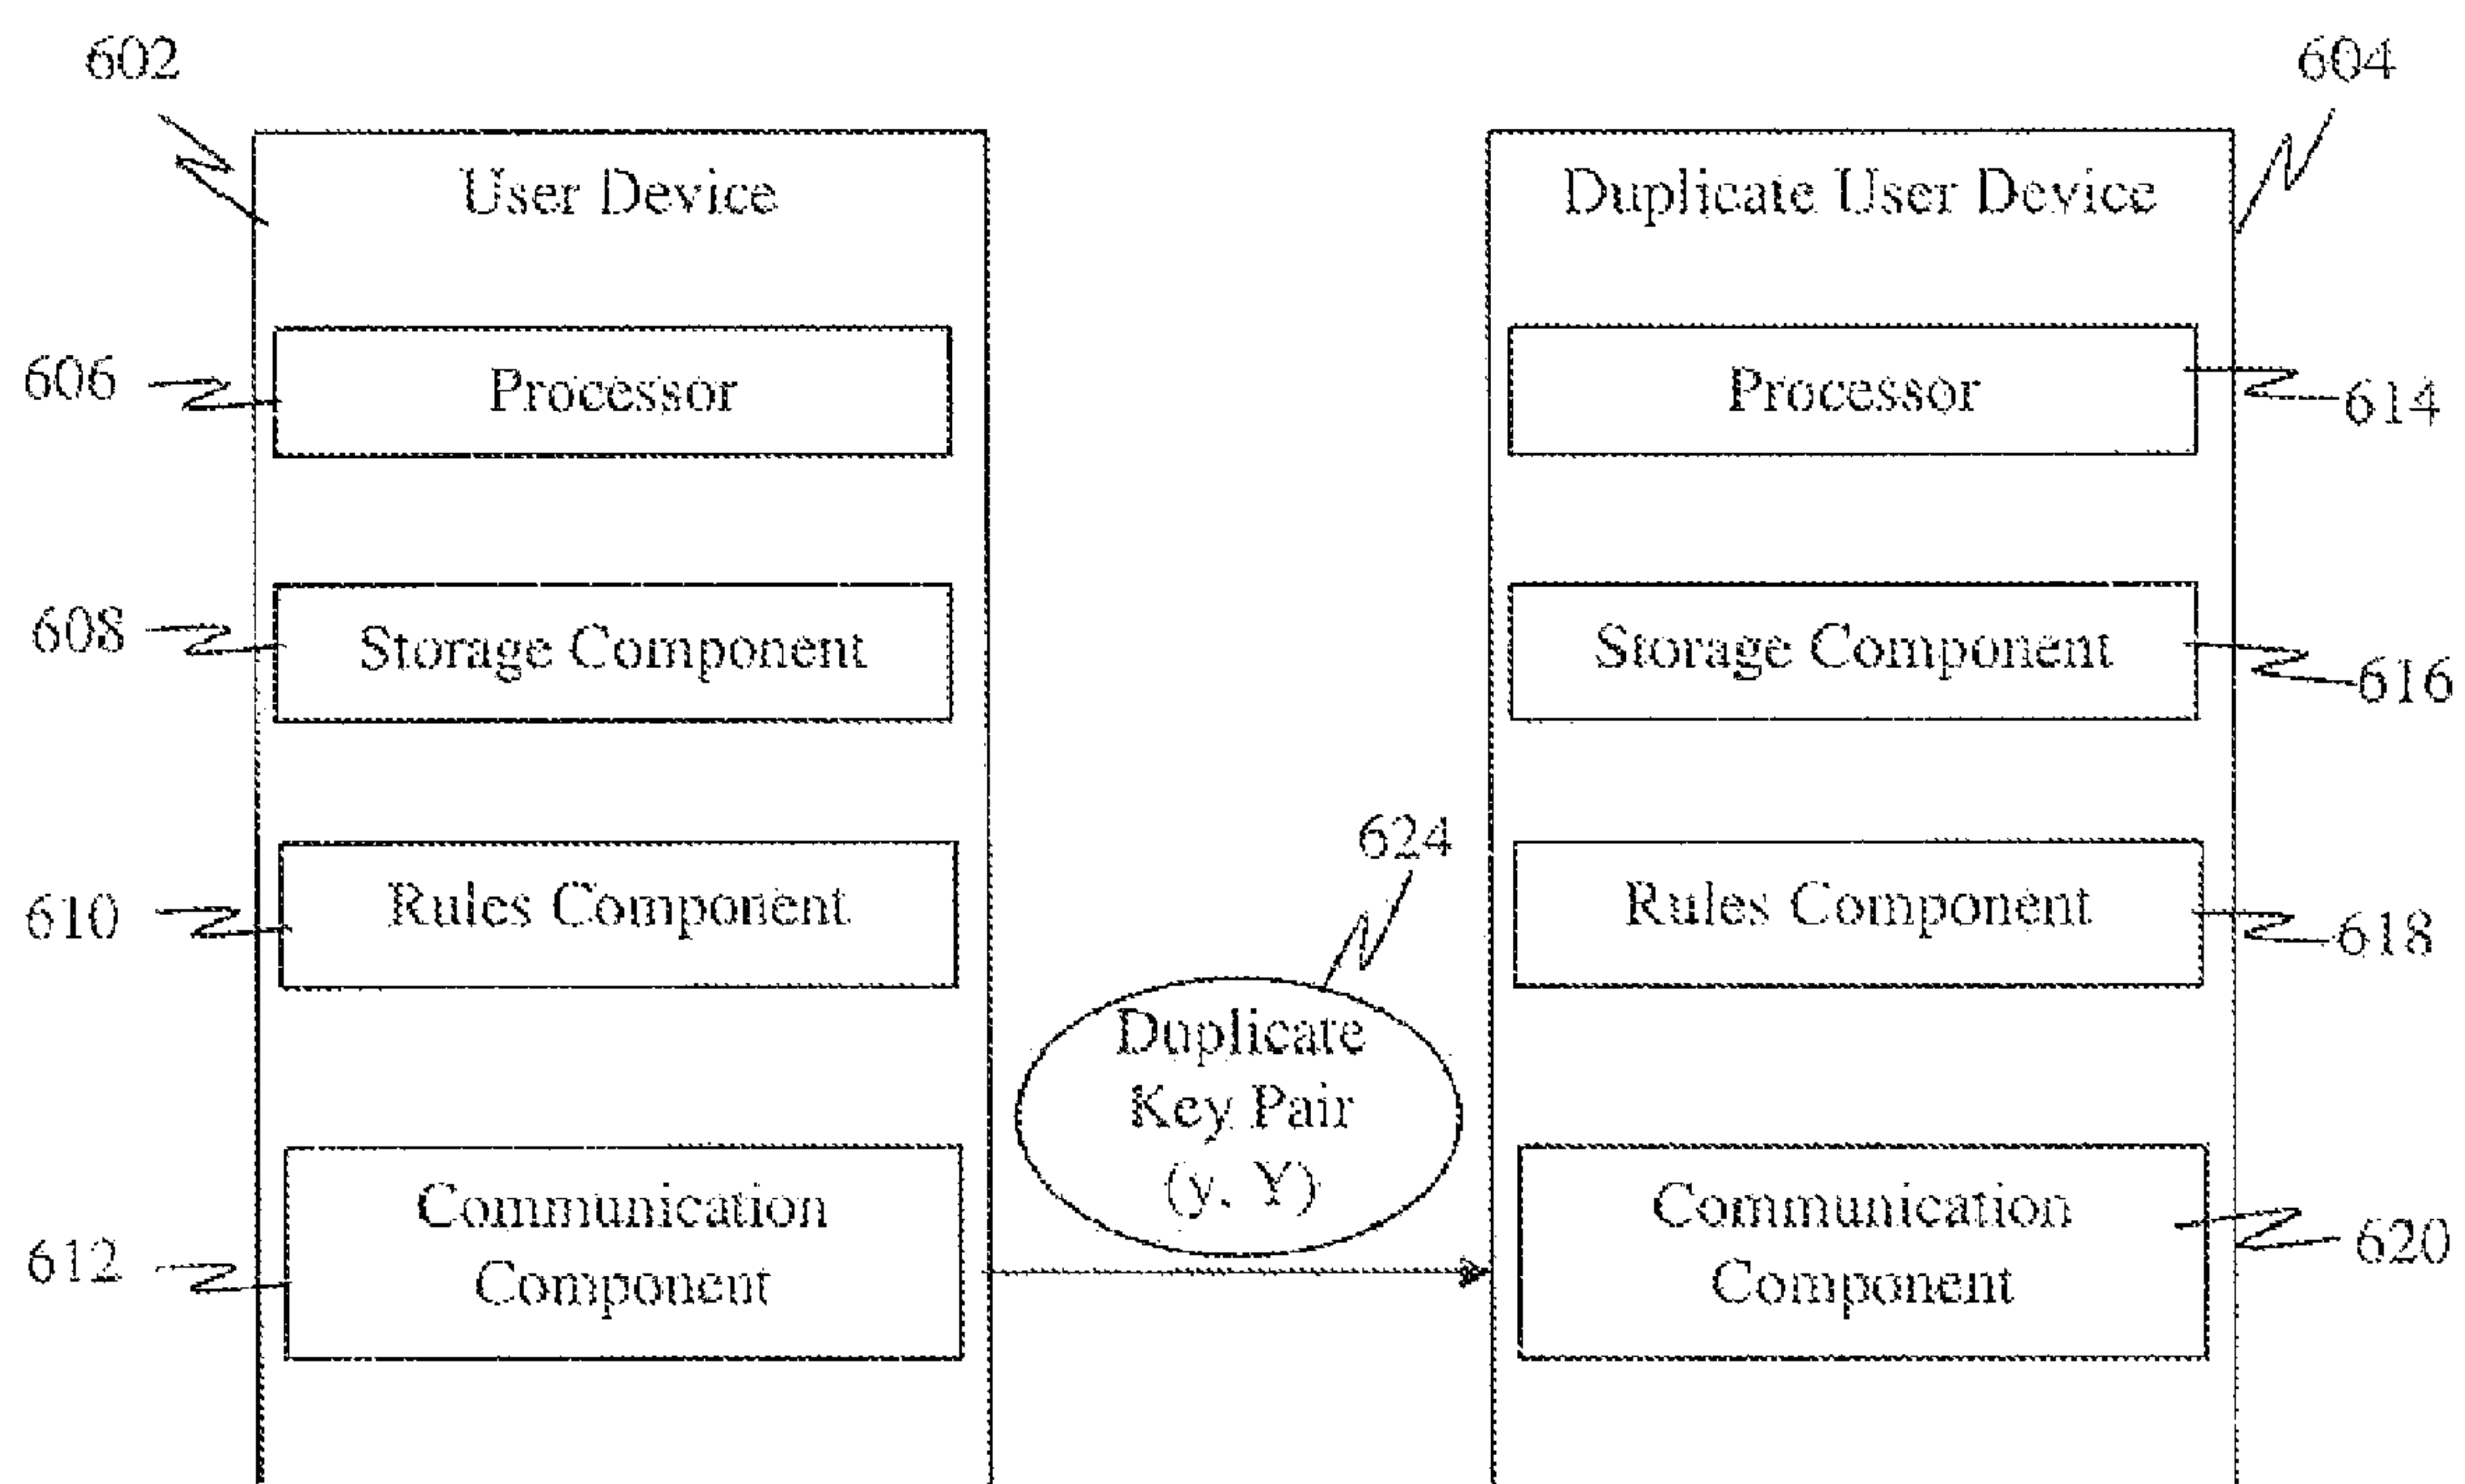 602
604
User Device
Duplicate User Device
606
Processor
Processor
614
608
Storage Component
Storage Component
616
610
Rules Component
624
Rules Component
618
Duplicate
Key Pair
(y, Y)
612
Communication
Component
Communication
Component
620